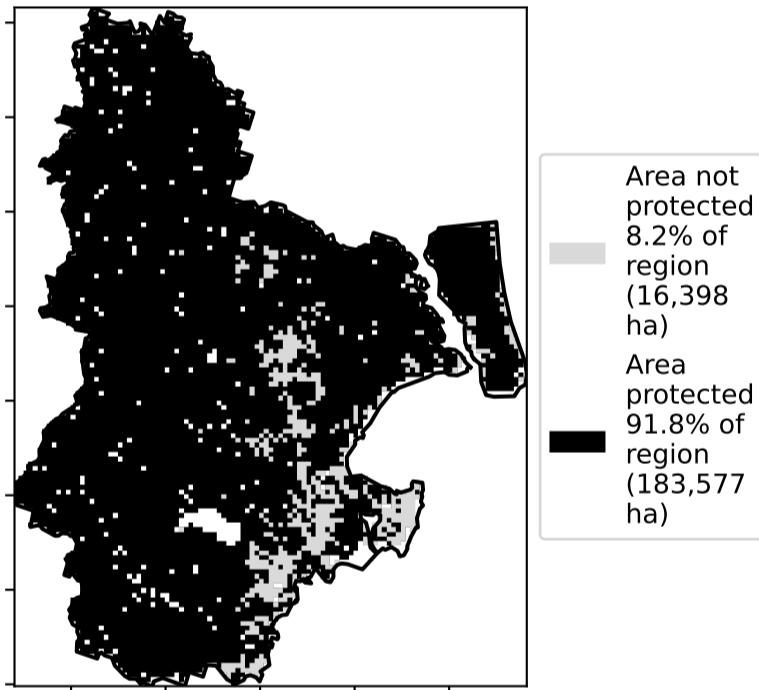 Area not
protected
8.2% of
region
(16,398
ha)
Area
protected
91.8% of
region
(183,577
ha)